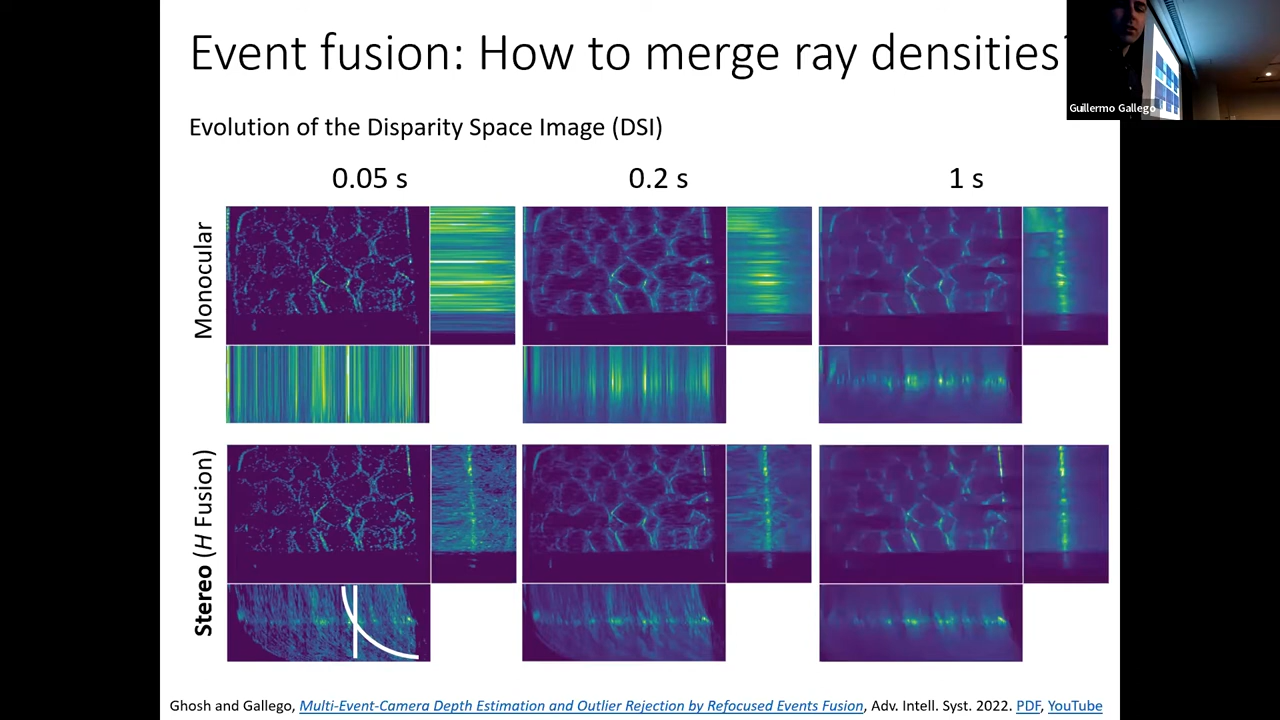 Event fusion: How to merge ray densities?
Guillermo Gallego
Evolution of the Disparity Space Image (DSI)
0.05 s
0.2 s
1 s
Monocular
Stereo (H Fusion)
Ghosh and Gallego, Multi-Event-Camera Depth Estimation and Outlier Rejection by Refocused Events Fusion, Adv. Intell. Syst. 2022. PDF, YouTube